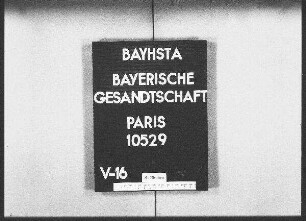 BAYHSTA
BAYERISCHE
GESANDTSCHAFT
PARIS
10529
V-16